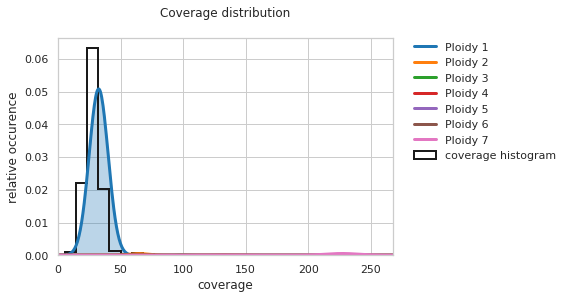 Coverage distribution
relative occurence
0.06
0.05
0.04
0.03
0.02
0.01
0.00
0
50
100
150
200
250
coverage
Ploidy 1
Ploidy 2
Ploidy 3
Ploidy 4
Ploidy 5
Ploidy 6
Ploidy 7
coverage histogram